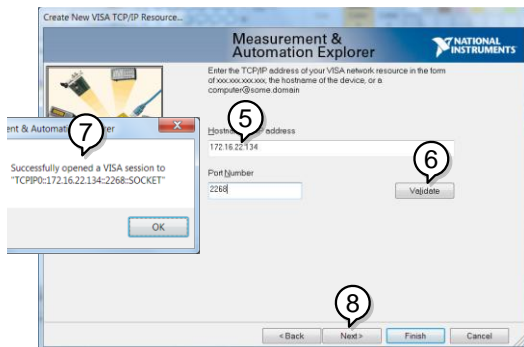 Create New VISA TCP/IP Resource...
Measurement &
Automation Explorer
NATIONAL
INSTRUMENTS
Enter the TCP/IP address of your VISA network resource in the form
of xxx.xxx.xxx.xxx, the hostname of the device, or a
computer@some.domain
5
address
172.16.22.134
Port Number
2268
6
Validate
7
Successfully opened a VISA session to
"TCPIP0::172.16.22.134::2268::SOCKET"
OK
8
< Back
Next >
Finish
Cancel